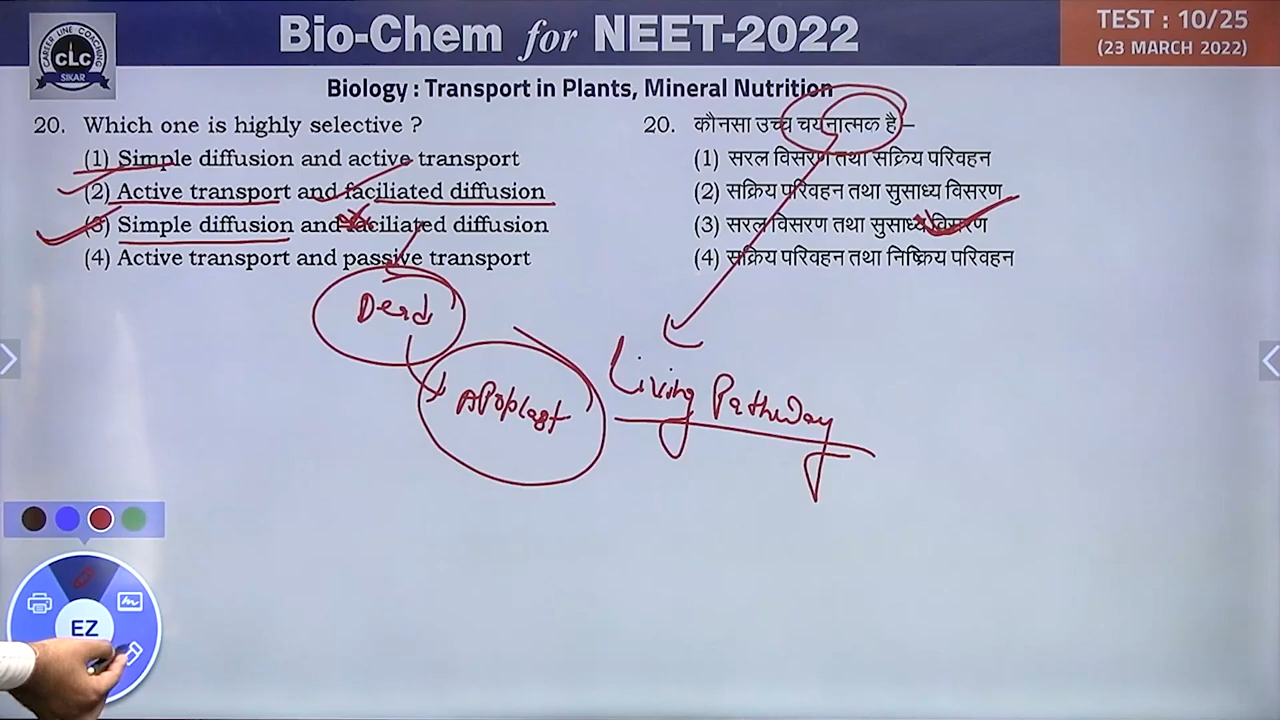 CAREER LINE COACHING
CLC
SIKAR
Bio-Chem for NEET-2022
TEST : 10/25
(23 MARCH 2022)
Biology : Transport in Plants, Mineral Nutrition
20. Which one is highly selective ?
(1) Simple diffusion and active transport
(2) Active transport and faciliated diffusion
(3) Simple diffusion and faciliated diffusion
(4) Active transport and passive transport
20. कौनसा उच्च चयनात्मक है –
(1) सरल विसरण तथा सक्रिय परिवहन
(2) सक्रिय परिवहन तथा सुसाध्य विसरण
(3) सरल विसरण तथा सुसाध्य विसरण
(4) सक्रिय परिवहन तथा निष्क्रिय परिवहन
Dead
APoplast
Living Pathway
EZ